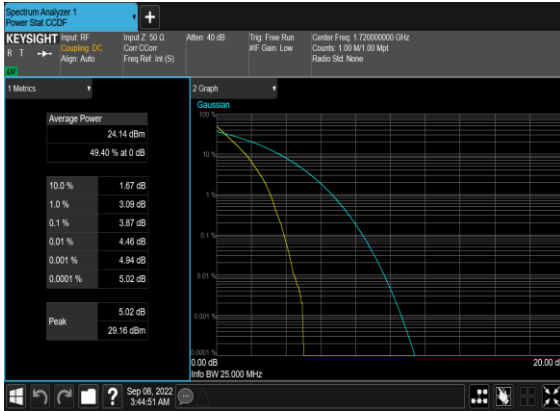 Spectrum Analyzer 1
Power Stat CCDF
KEYSIGHT
R T
Input: RF
Coupling: DC
Align: Auto
Input Z: 50 Ω
Corr CCorr
Freq Ref: Int (S)
Atten: 40 dB
Trig: Free Run
#IF Gain: Low
Center Freq: 1.720000000 GHz
Counts: 1.00 M/1.00 Mpt
Radio Std: None
1 Metrics
Average Power
24.14 dBm
49.40 % at 0 dB
10.0 % 1.67 dB
1.0 % 3.09 dB
0.1 % 3.87 dB
0.01 % 4.46 dB
0.001 % 4.94 dB
0.0001 % 5.02 dB
Peak
5.02 dB
29.16 dBm
2 Graph
Gaussian
100 %
10 %
1 %
0.1 %
0.01 %
0.001 %
0.0001 %
0.00 dB
20.00 d
Info BW 25.000 MHz
?
Sep 08, 2022
3:44:51 AM